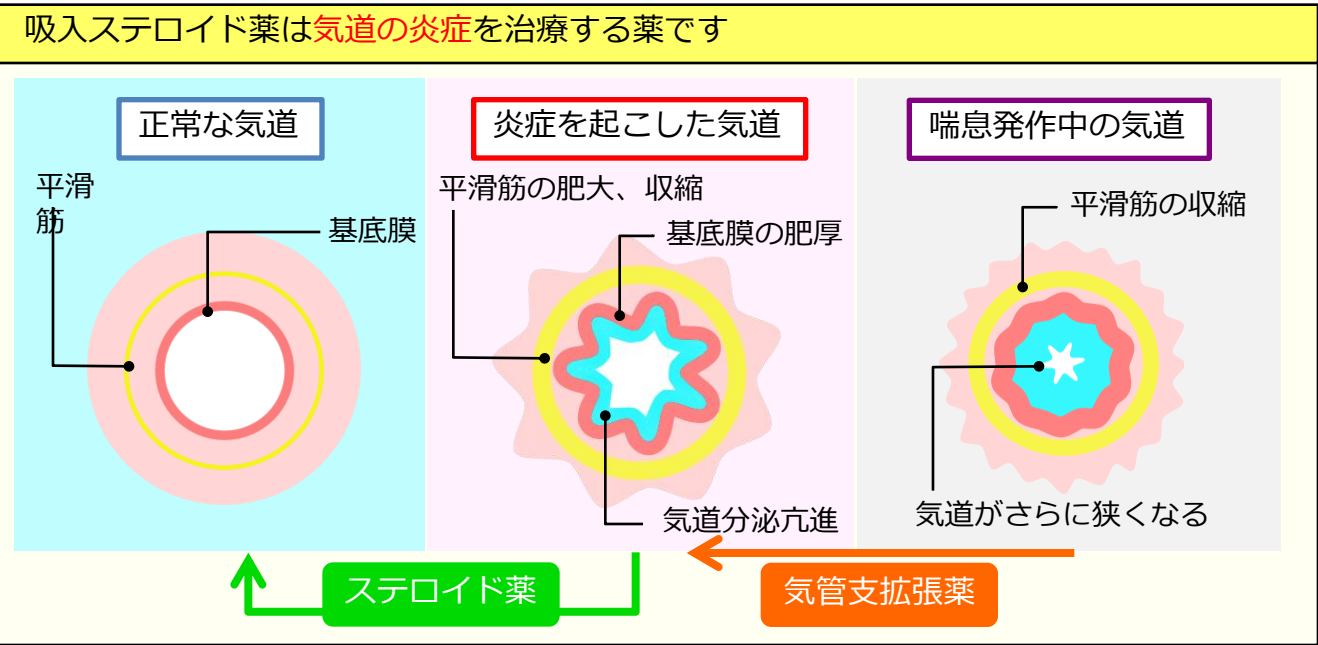 吸入ステロイド薬は気道の炎症を治療する薬です
正常な気道
平滑
筋
基底膜
炎症を起こした気道
平滑筋の肥大、収縮
基底膜の肥厚
気道分泌亢進
喘息発作中の気道
平滑筋の収縮
気道がさらに狭くなる
ステロイド薬
気管支拡張薬